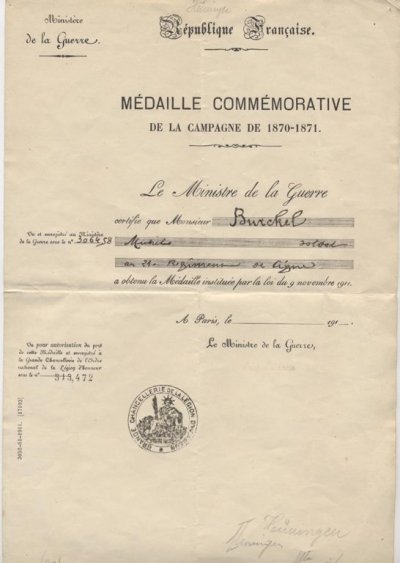 Ministère
de la Guerre.
République Française.
MÉDAILLE COMMÉMORATIVE
DE LA CAMPAGNE DE 1870-1871.
Le Ministre de la Guerre
certifie que Monsieur Burckel
Vu et enregistré au Ministère
de la Guerre sous le n° 306458
soldat
au Régiment de Ligne
a obtenu la Médaille instituée par la loi du 9 novembre 1911.
A Paris, le 191
Le Ministre de la Guerre,
Vu pour autorisation du port
de cette Médaille et enregistré à
la Grande Chancellerie de l'Ordre
national de la Légion d'honneur
sous le n° 319,472
GRANDE CHANCELLERIE DE LA LÉGION D'HONNEUR
Hüningen